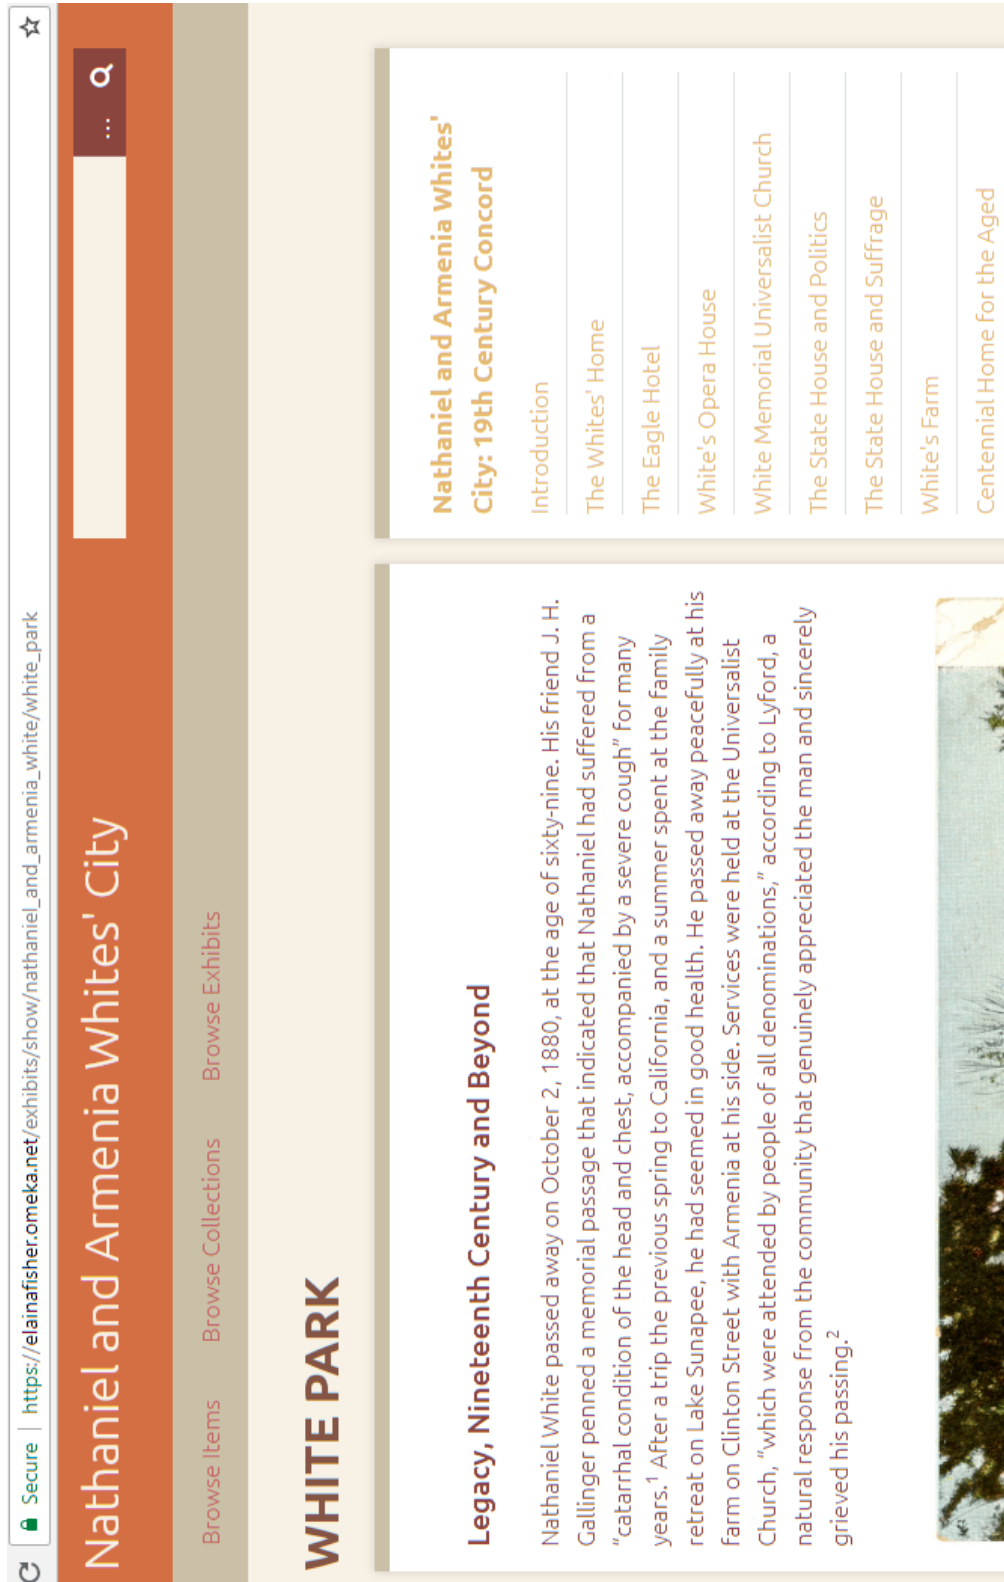 Secure | https://elainafisher.omeka.net/exhibits/show/nathaniel_and_armenia_white/white_park
Nathaniel and Armenia Whites' City
...
Browse Items Browse Collections Browse Exhibits
WHITE PARK
Legacy, Nineteenth Century and Beyond
Nathaniel White passed away on October 2, 1880, at the age of sixty-nine. His friend J. H.
Gallinger penned a memorial passage that indicated that Nathaniel had suffered from a
"catarrhal condition of the head and chest, accompanied by a severe cough" for many
years.¹ After a trip the previous spring to California, and a summer spent at the family
retreat on Lake Sunapee, he had seemed in good health. He passed away peacefully at his
farm on Clinton Street with Armenia at his side. Services were held at the Universalist
Church, "which were attended by people of all denominations," according to Lyford, a
natural response from the community that genuinely appreciated the man and sincerely
grieved his passing.²
Nathaniel and Armenia Whites'
City: 19th Century Concord
Introduction
The Whites' Home
The Eagle Hotel
White's Opera House
White Memorial Universalist Church
The State House and Politics
The State House and Suffrage
White's Farm
Centennial Home for the Aged